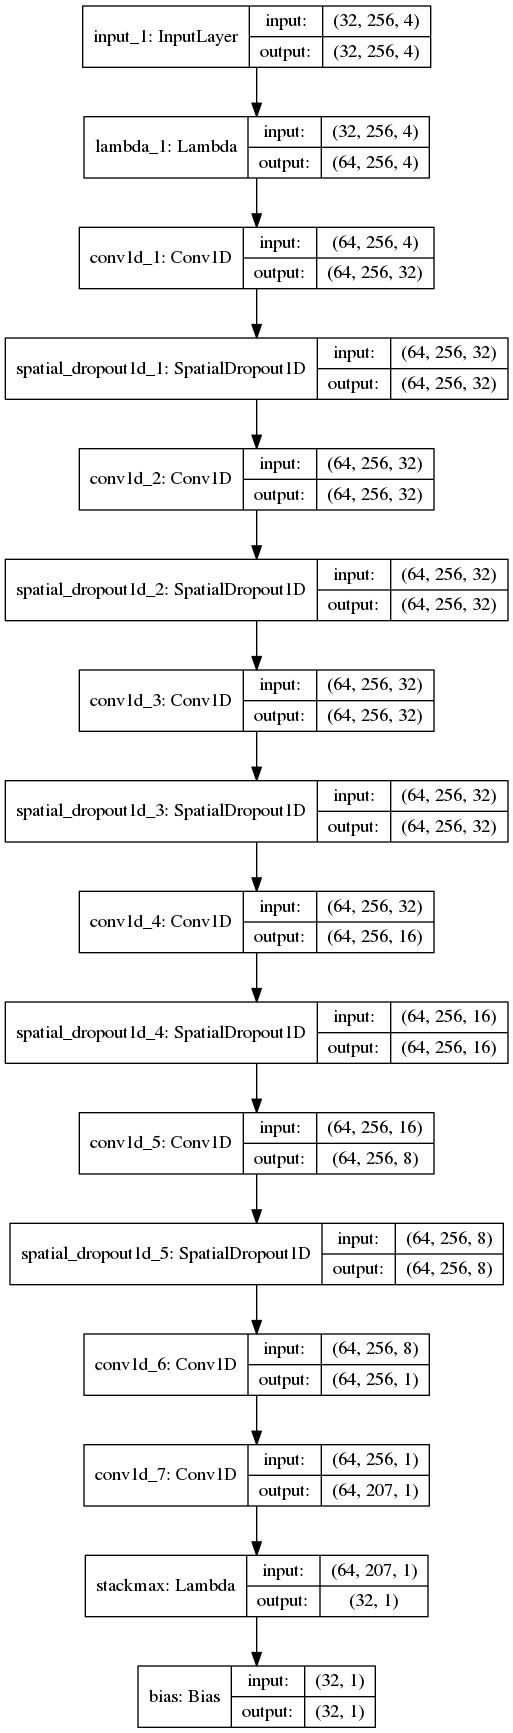 input_1: InputLayer
input: (32, 256, 4)
output: (32, 256, 4)
lambda_1: Lambda
input: (32, 256, 4)
output: (64, 256, 4)
conv1d_1: Conv1D
input: (64, 256, 4)
output: (64, 256, 32)
spatial_dropout1d_1: SpatialDropout1D
input: (64, 256, 32)
output: (64, 256, 32)
conv1d_2: Conv1D
input: (64, 256, 32)
output: (64, 256, 32)
spatial_dropout1d_2: SpatialDropout1D
input: (64, 256, 32)
output: (64, 256, 32)
conv1d_3: Conv1D
input: (64, 256, 32)
output: (64, 256, 32)
spatial_dropout1d_3: SpatialDropout1D
input: (64, 256, 32)
output: (64, 256, 32)
conv1d_4: Conv1D
input: (64, 256, 32)
output: (64, 256, 16)
spatial_dropout1d_4: SpatialDropout1D
input: (64, 256, 16)
output: (64, 256, 16)
conv1d_5: Conv1D
input: (64, 256, 16)
output: (64, 256, 8)
spatial_dropout1d_5: SpatialDropout1D
input: (64, 256, 8)
output: (64, 256, 8)
conv1d_6: Conv1D
input: (64, 256, 8)
output: (64, 256, 1)
conv1d_7: Conv1D
input: (64, 256, 1)
output: (64, 207, 1)
stackmax: Lambda
input: (64, 207, 1)
output: (32, 1)
bias: Bias
input: (32, 1)
output: (32, 1)